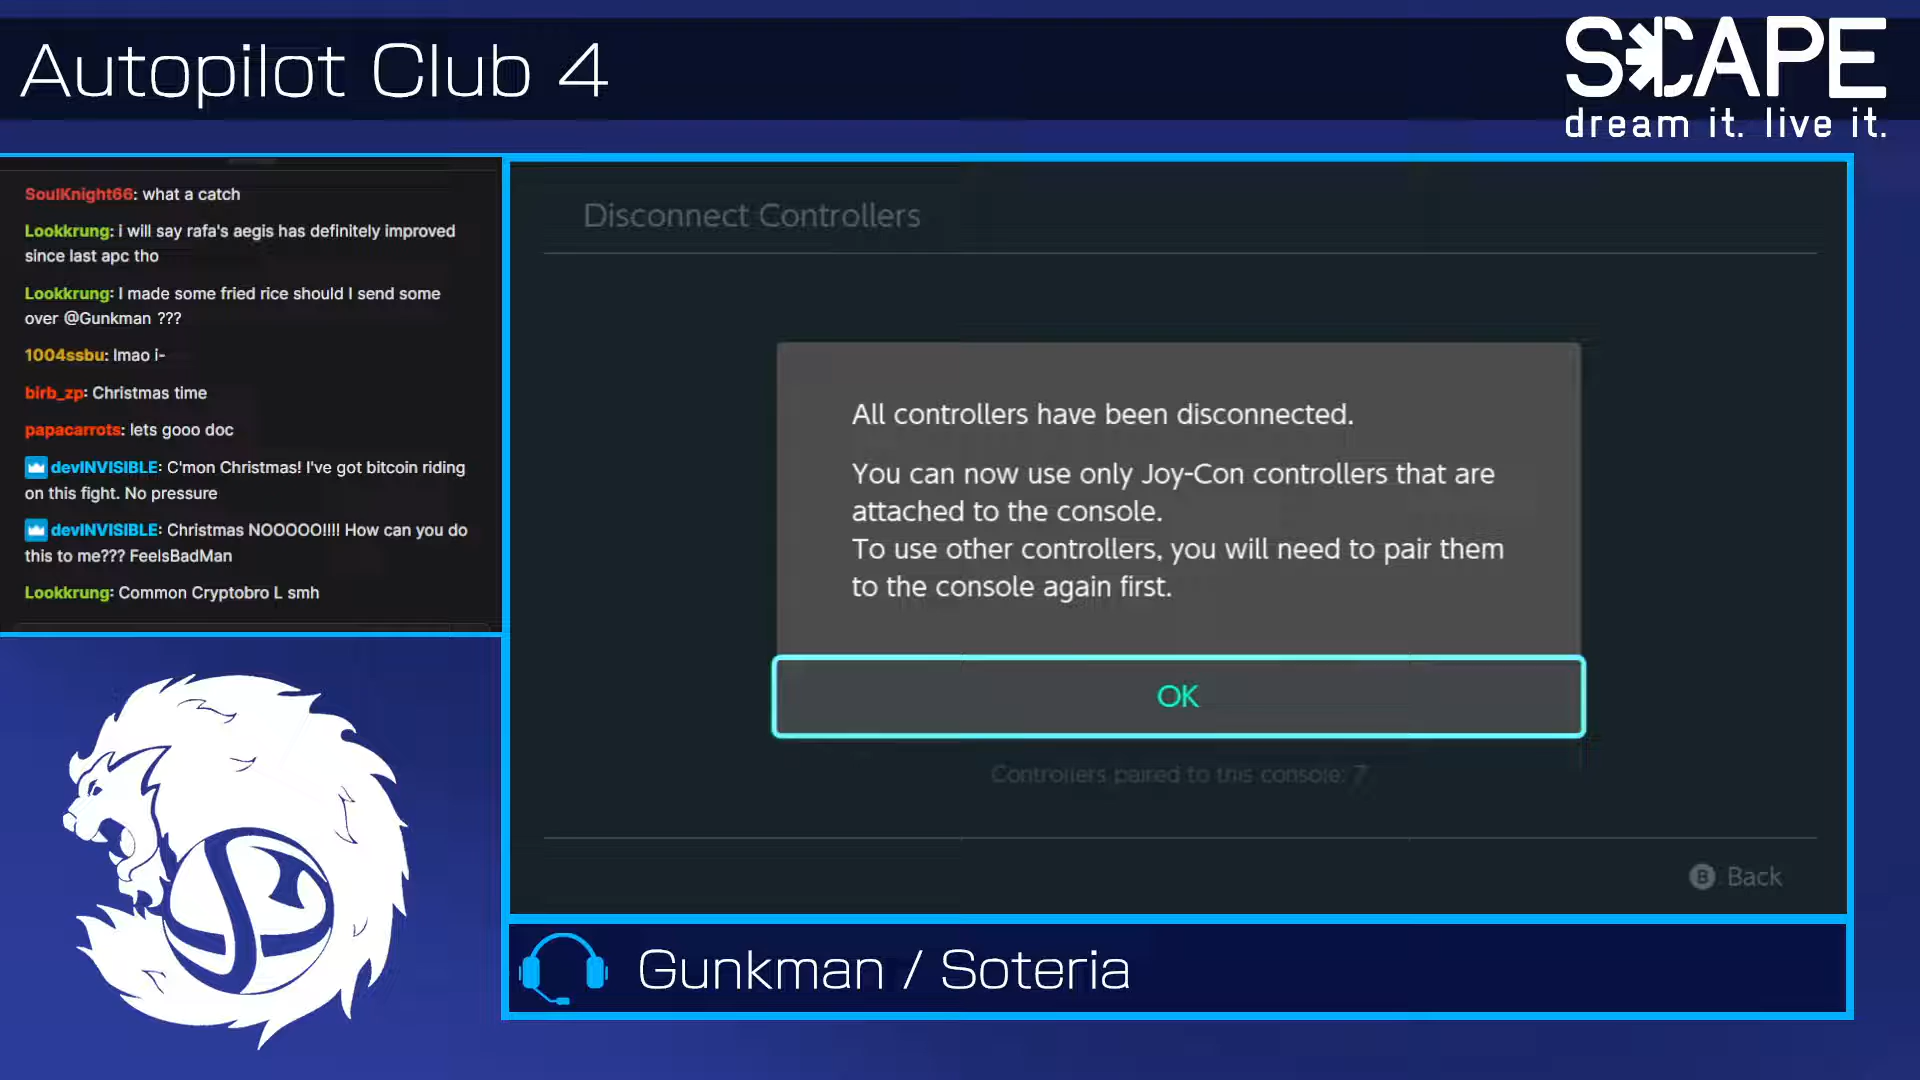 Autopilot Club 4
SCAPE
dream it. live it.
SoulKnight66: what a catch
Lookkrung: i will say rafa's aegis has definitely improved
since last apc tho
Lookkrung: I made some fried rice should I send some
over @Gunkman ???
1004ssbu: lmao i-
birb_zp: Christmas time
papacarrots: lets gooo doc
devINVISIBLE: C'mon Christmas! I've got bitcoin riding
on this fight. No pressure
devINVISIBLE: Christmas NOOOOO!!!! How can you do
this to me??? FeelsBadMan
Lookkrung: Common Cryptobro L smh
Disconnect Controllers
All controllers have been disconnected.
You can now use only Joy-Con controllers that are
attached to the console.
To use other controllers, you will need to pair them
to the console again first.
OK
Controllers paired to this console: 7
B Back
Gunkman / Soteria